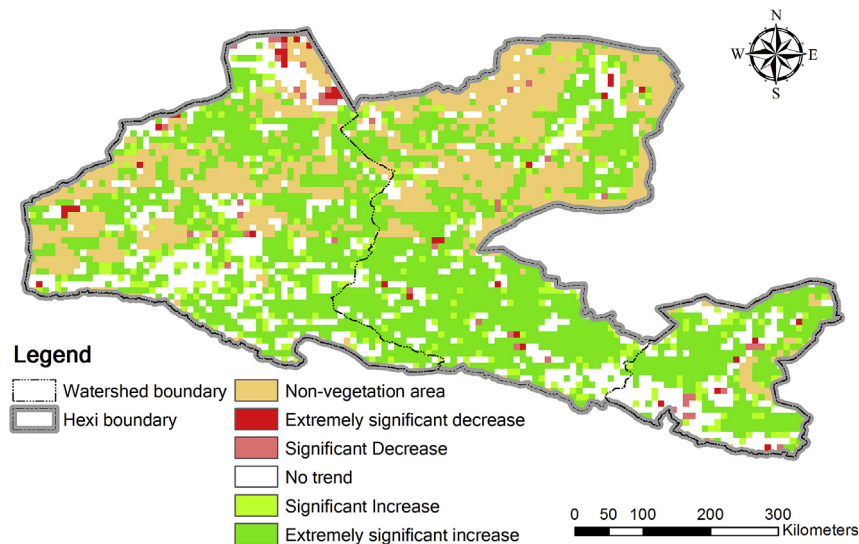 N
W E
S
Legend
Watershed boundary
Hexi boundary
Non-vegetation area
Extremely significant decrease
Significant Decrease
No trend
Significant Increase
Extremely significant increase
0 50 100 200 300
Kilometers